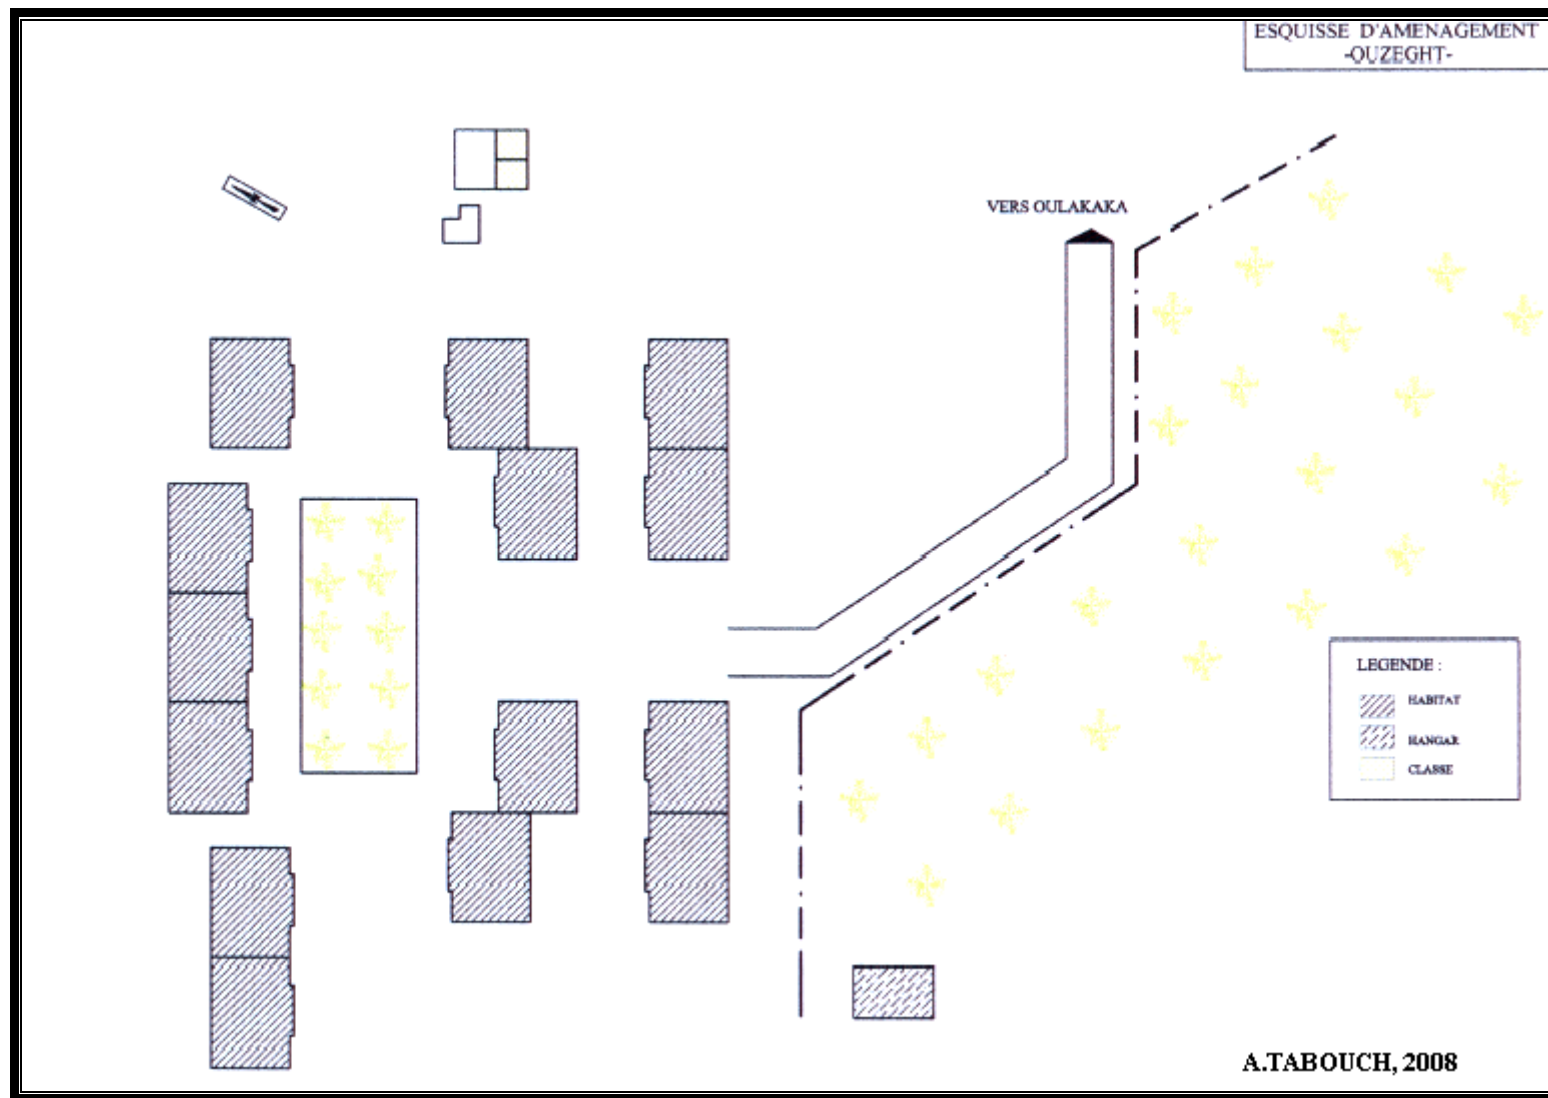 ESQUISSE D'AMENAGEMENT
-OUZEGHT-
VERS OULAKAKA
LEGENDE :
HABITAT
HANGAR
CLASSE
A.TABOUCH, 2008